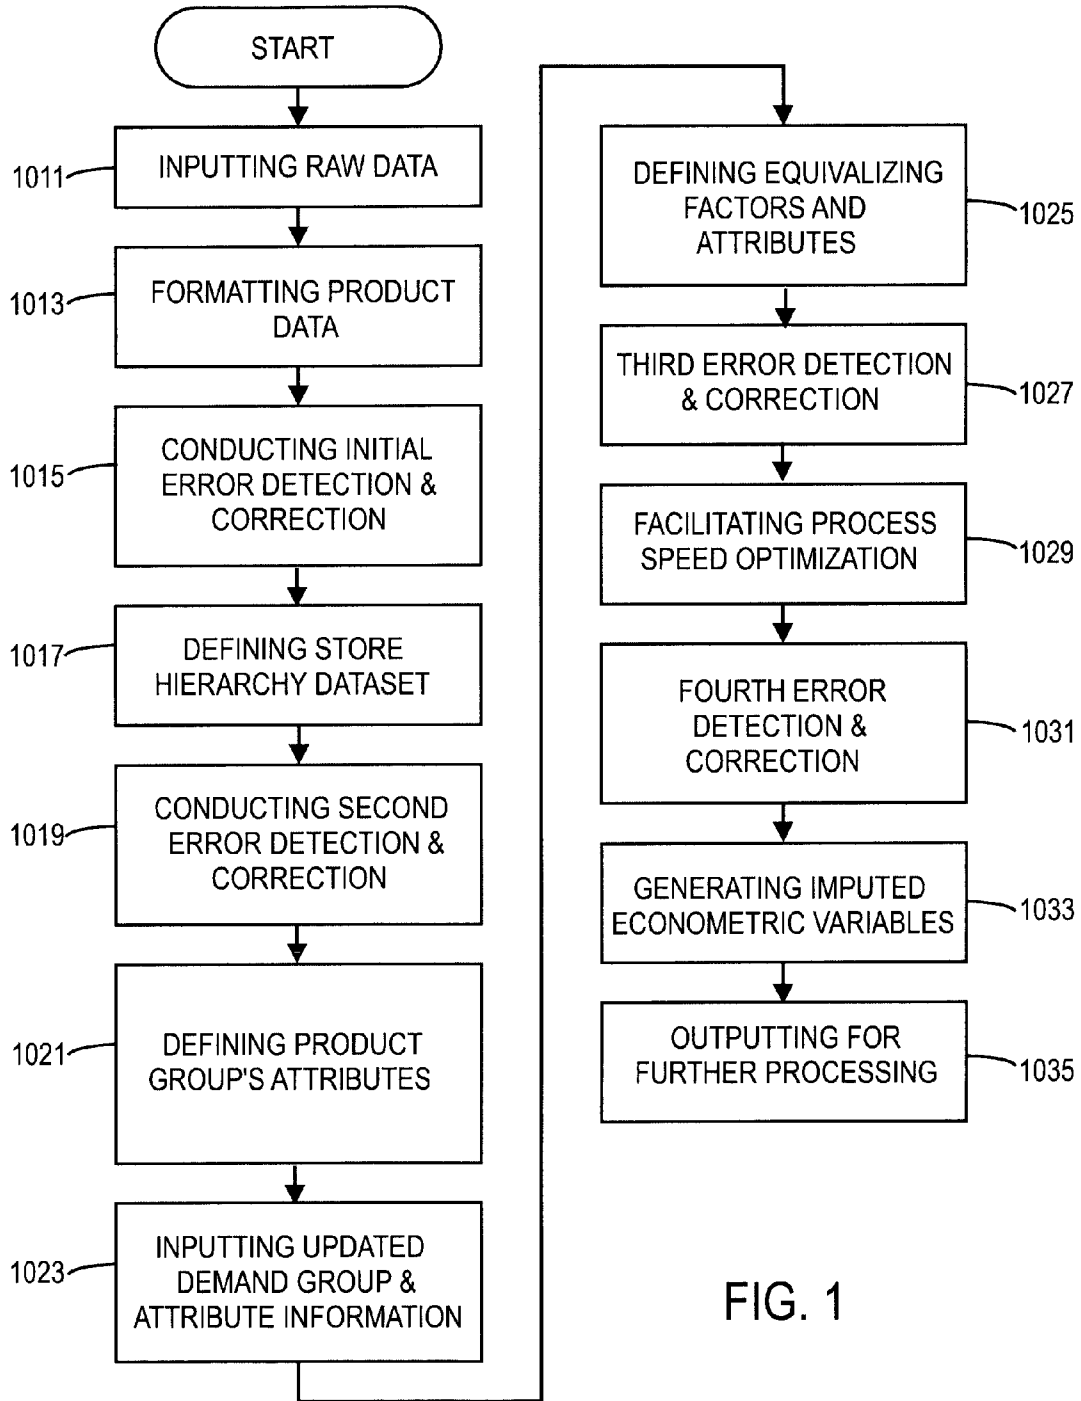 START
1011
INPUTTING RAW DATA
1013
FORMATTING PRODUCT
DATA
1015
CONDUCTING INITIAL
ERROR DETECTION &
CORRECTION
1017
DEFINING STORE
HIERARCHY DATASET
1019
CONDUCTING SECOND
ERROR DETECTION &
CORRECTION
1021
DEFINING PRODUCT
GROUP'S ATTRIBUTES
1023
INPUTTING UPDATED
DEMAND GROUP &
ATTRIBUTE INFORMATION
DEFINING EQUIVALIZING
FACTORS AND
ATTRIBUTES
1025
THIRD ERROR DETECTION
& CORRECTION
1027
FACILITATING PROCESS
SPEED OPTIMIZATION
1029
FOURTH ERROR
DETECTION &
CORRECTION
1031
GENERATING IMPUTED
ECONOMETRIC VARIABLES
1033
OUTPUTTING FOR
FURTHER PROCESSING
1035
FIG. 1